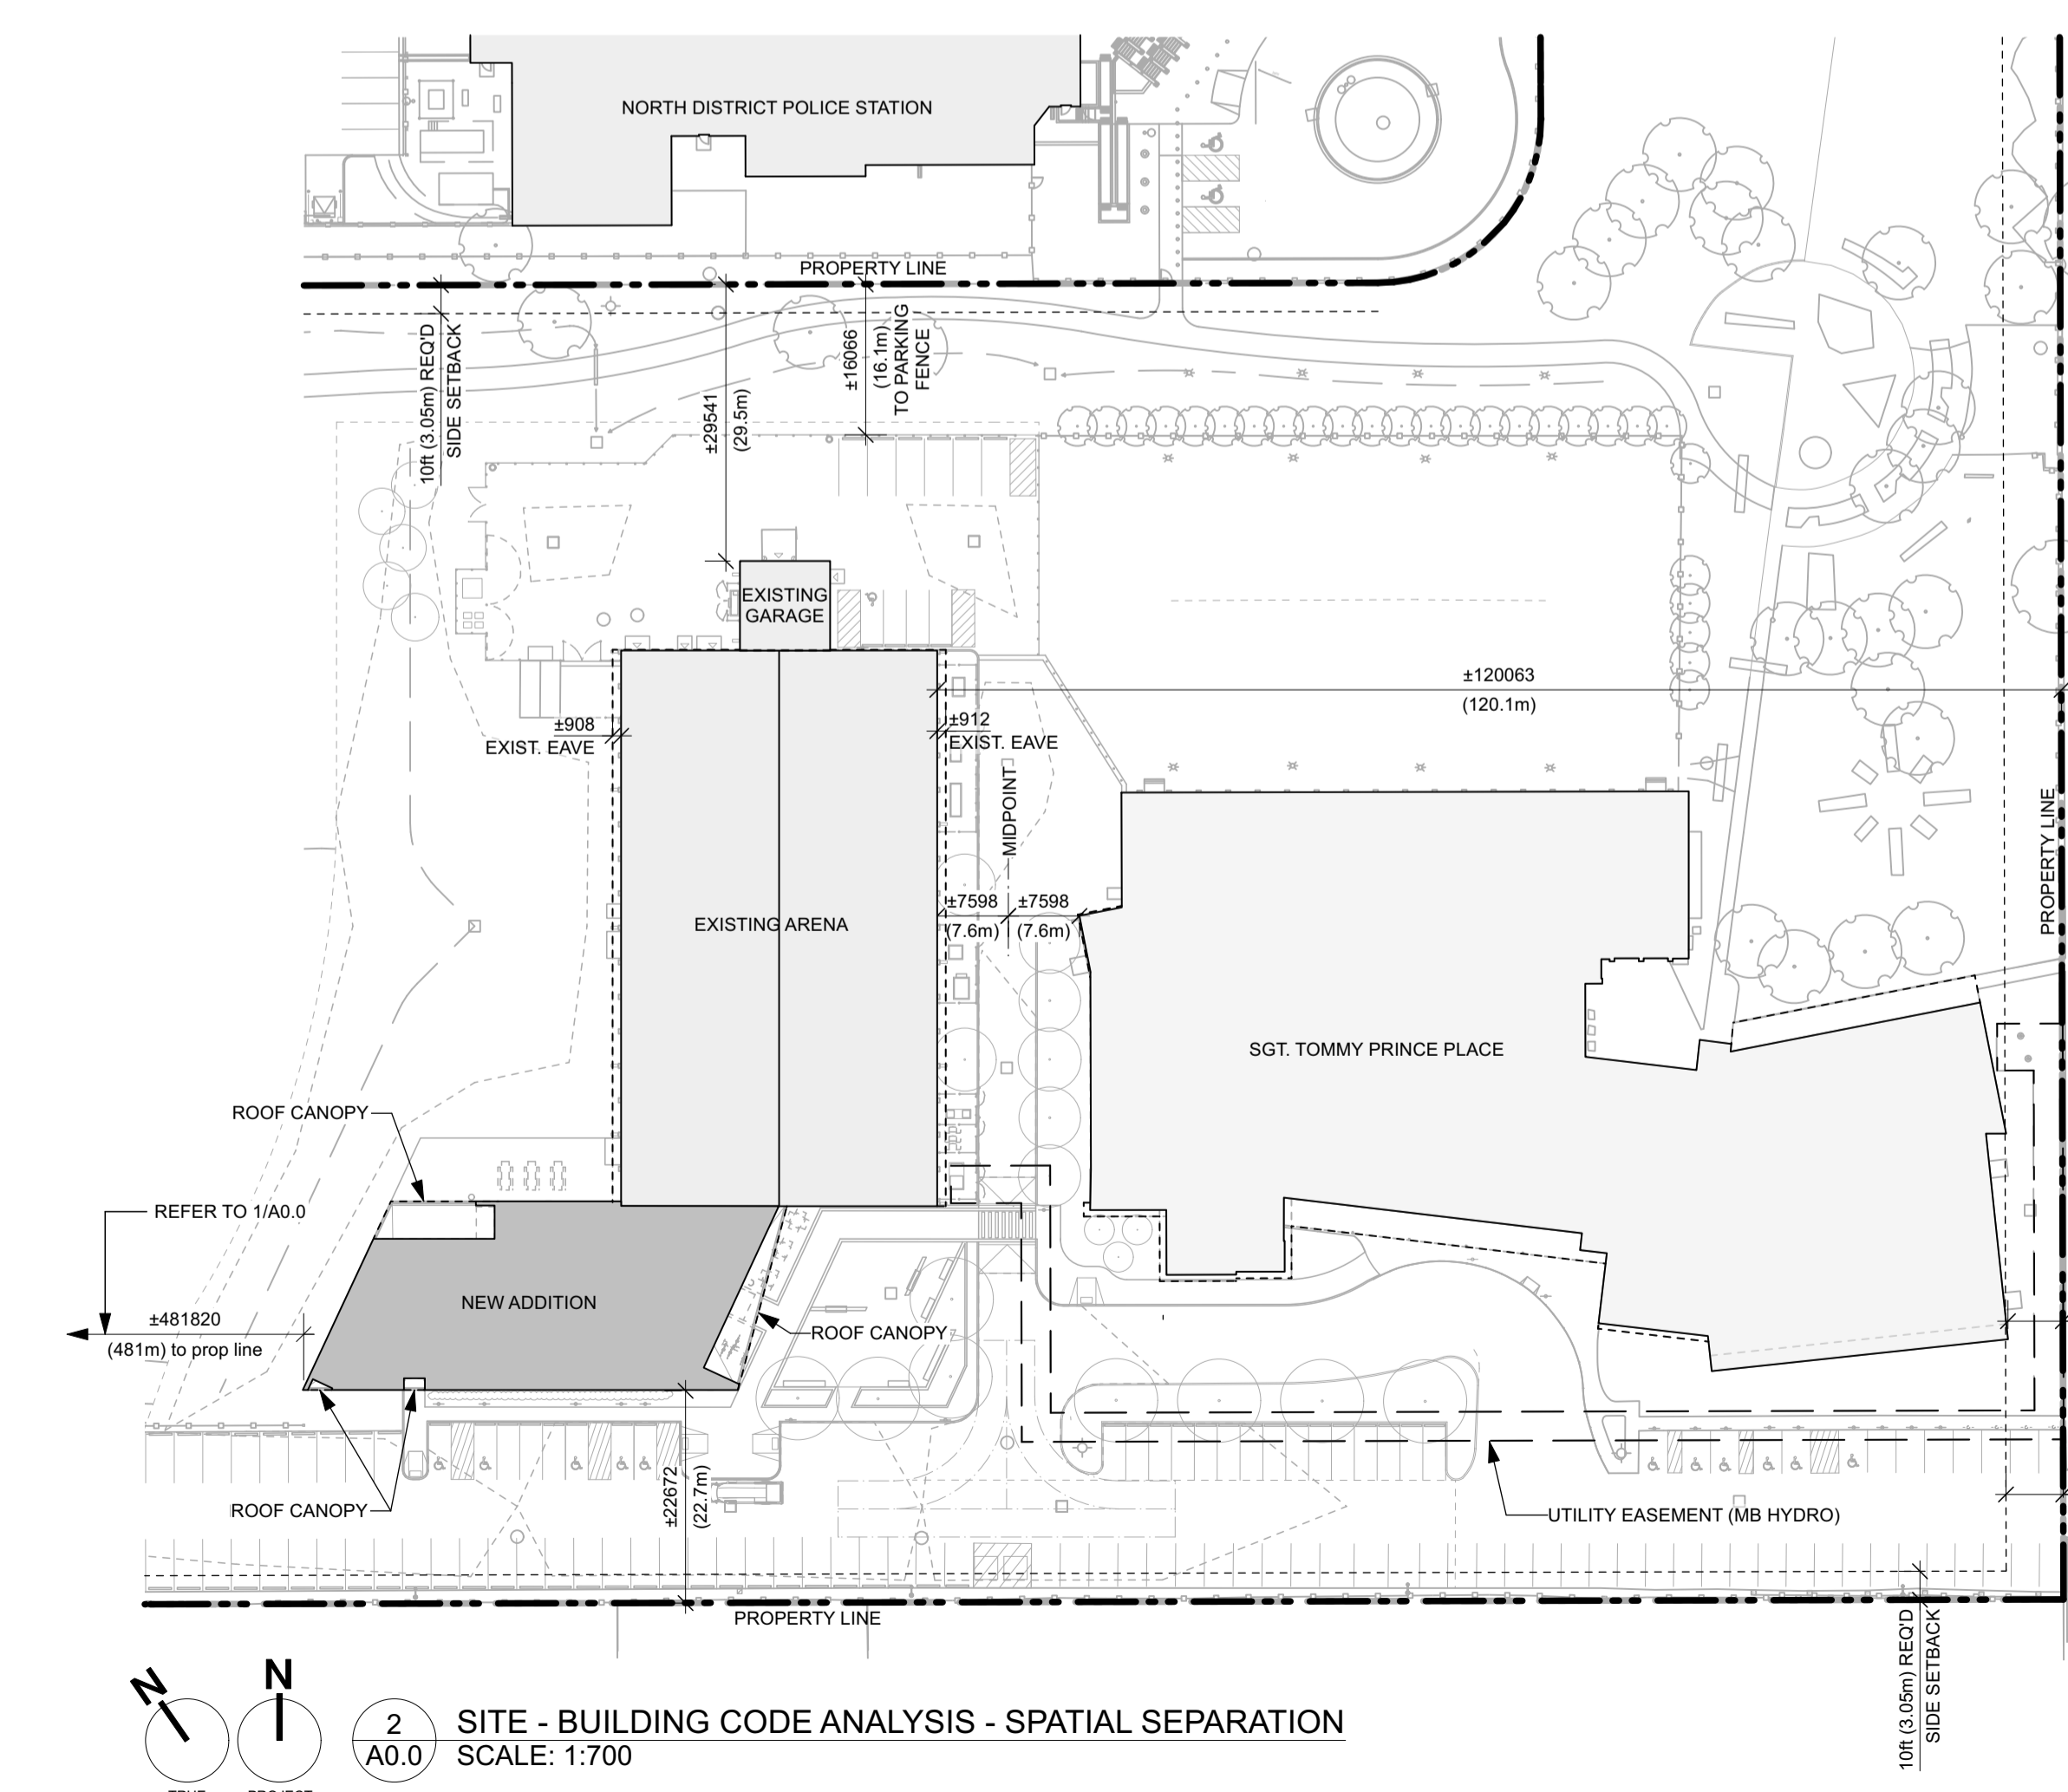 NORTH DISTRICT POLICE STATION
PROPERTY LINE
10ft (3.05m) REQ'D
SIDE SETBACK
±29541
(29.5m)
±16066
(16.1m)
TO PARKING
FENCE
EXISTING
GARAGE
±120063
(120.1m)
±908
EXIST. EAVE
±912
EXIST. EAVE
MIDPOINT
PROPERTY LINE
±7598
(7.6m)
±7598
(7.6m)
EXISTING ARENA
SGT. TOMMY PRINCE PLACE
ROOF CANOPY
REFER TO 1/A0.0
NEW ADDITION
±481820
(481m) to prop line
ROOF CANOPY
ROOF CANOPY
±22672
(22.7m)
UTILITY EASEMENT (MB HYDRO)
PROPERTY LINE
10ft (3.05m) REQ'D
SIDE SETBACK
N
N
2
A0.0
SITE - BUILDING CODE ANALYSIS - SPATIAL SEPARATION
SCALE: 1:700